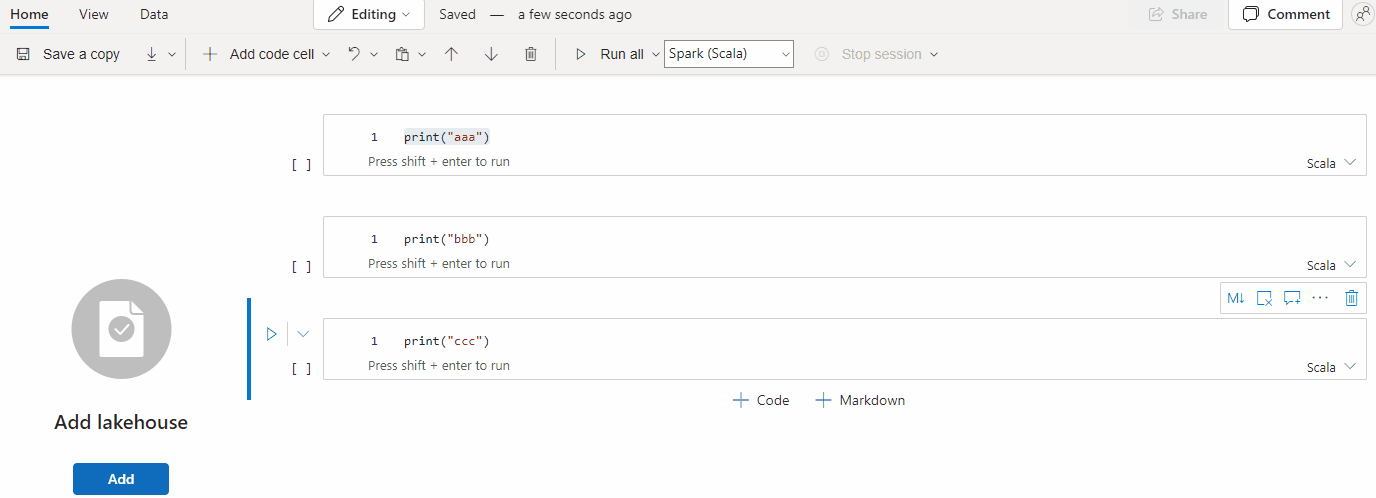 Home View Data Editing Saved — a few seconds ago Share Comment
Save a copy Add code cell Run all Spark (Scala) Stop session
1 print("aaa")
Press shift + enter to run
[ ] Scala
1 print("bbb")
Press shift + enter to run
[ ] Scala
M↓ ...
1 print("ccc")
Press shift + enter to run
[ ] Scala
+ Code + Markdown
Add lakehouse
Add